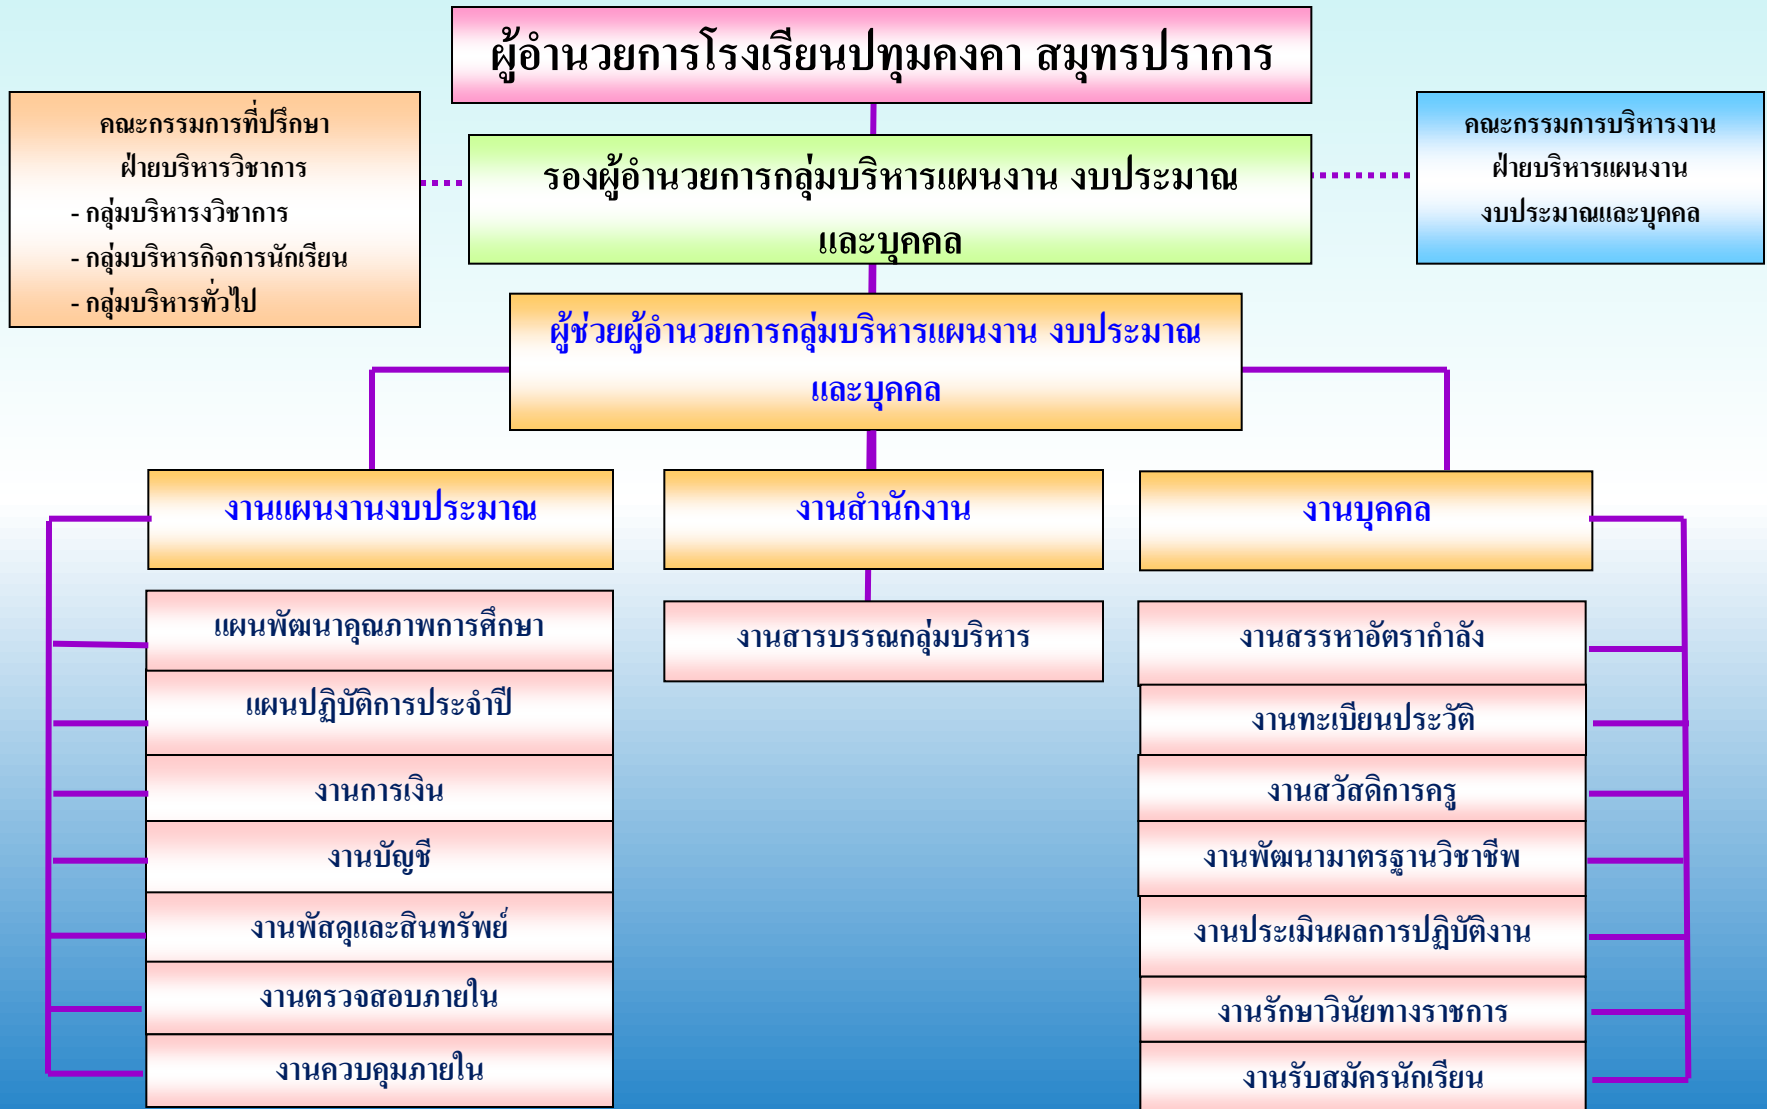 ผู้อำนวยการโรงเรียนปทุมคงคา สมุทรปราการ
คณะกรรมการที่ปรึกษา
ฝ่ายบริหารวิชาการ
- กลุ่มบริหารงวิชาการ
- กลุ่มบริหารกิจการนักเรียน
- กลุ่มบริหารทั่วไป
รองผู้อำนวยการกลุ่มบริหารแผนงาน งบประมาณ
และบุคคล
คณะกรรมการบริหารงาน
ฝ่ายบริหารแผนงาน
งบประมาณและบุคคล
ผู้ช่วยผู้อำนวยการกลุ่มบริหารแผนงาน งบประมาณ
และบุคคล
งานแผนงานงบประมาณ
แผนพัฒนาคุณภาพการศึกษา
แผนปฏิบัติการประจำปี
งานการเงิน
งานบัญชี
งานพัสดุและสินทรัพย์
งานตรวจสอบภายใน
งานควบคุมภายใน
งานสำนักงาน
งานสารบรรณกลุ่มบริหาร
งานบุคคล
งานสรรหาอัตรากำลัง
งานทะเบียนประวัติ
งานสวัสดิการครู
งานพัฒนามาตรฐานวิชาชีพ
งานประเมินผลการปฏิบัติงาน
งานรักษาวินัยทางราชการ
งานรับสมัครนักเรียน